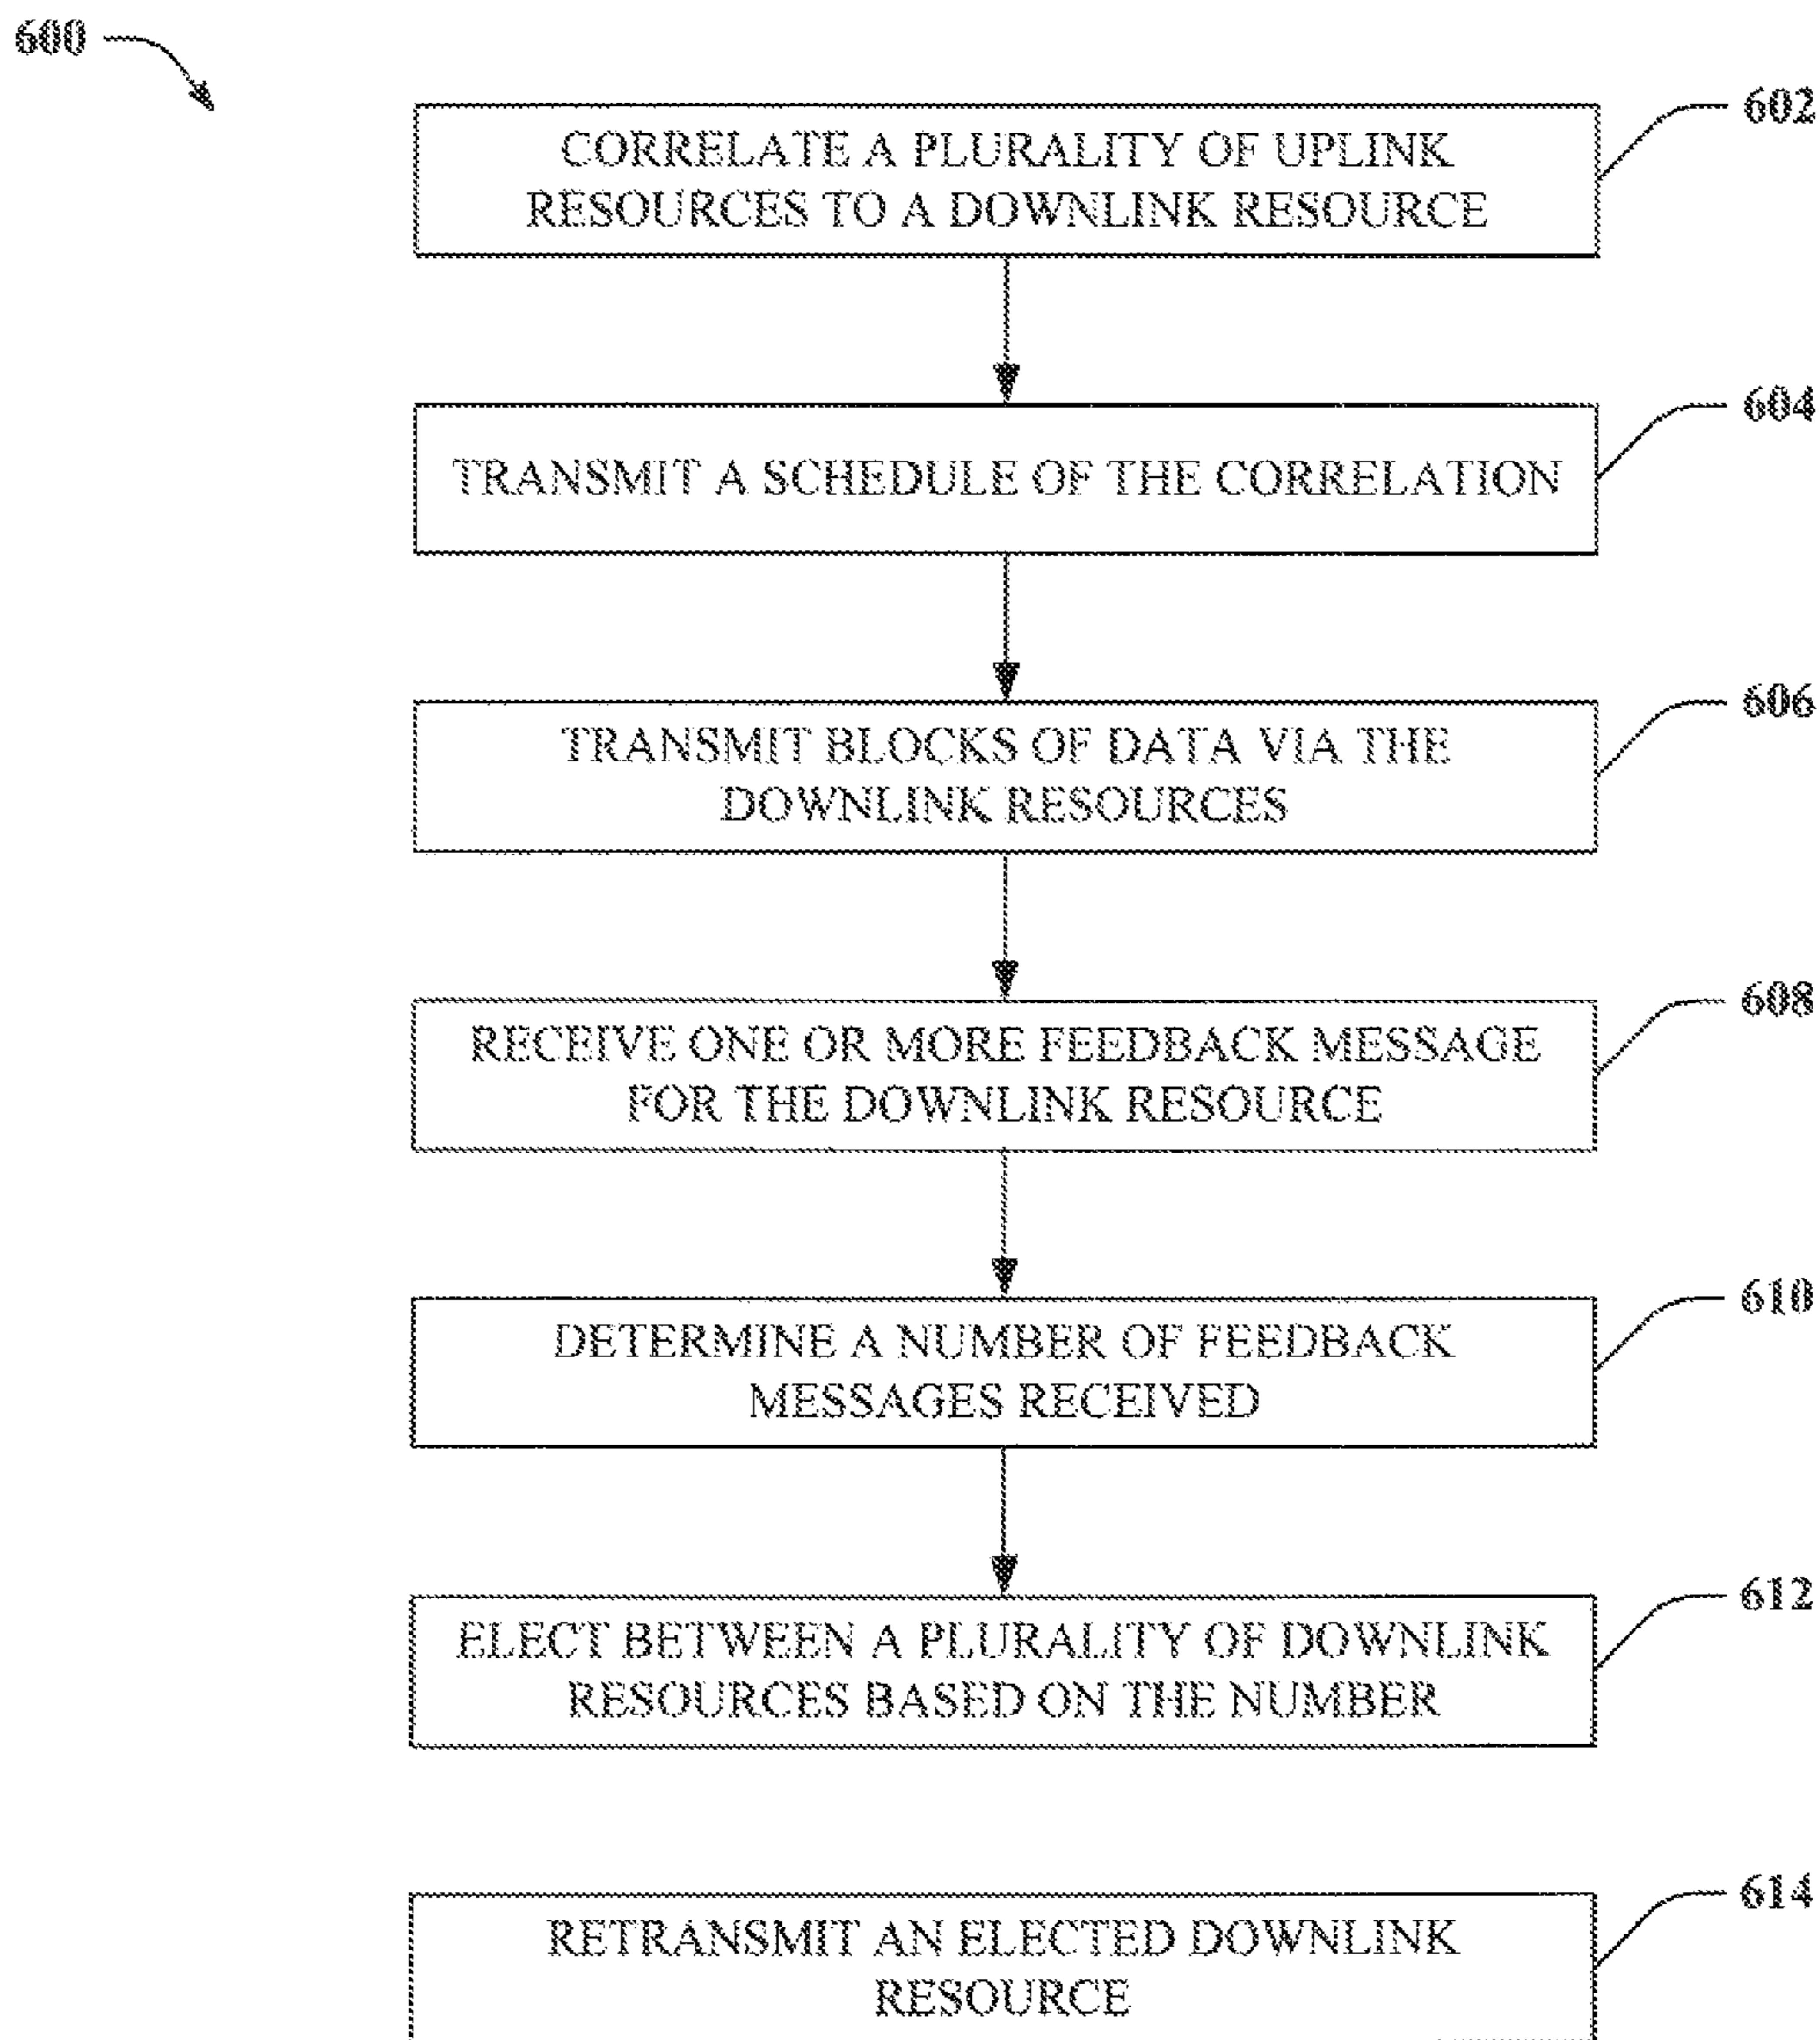 600
CORRELATE A PLURALITY OF UPLINK
RESOURCES TO A DOWNLINK RESOURCE
602
TRANSMIT A SCHEDULE OF THE CORRELATION
604
TRANSMIT BLOCKS OF DATA VIA THE
DOWNLINK RESOURCES
606
RECEIVE ONE OR MORE FEEDBACK MESSAGE
FOR THE DOWNLINK RESOURCE
608
DETERMINE A NUMBER OF FEEDBACK
MESSAGES RECEIVED
610
ELECT BETWEEN A PLURALITY OF DOWNLINK
RESOURCES BASED ON THE NUMBER
612
RETRANSMIT AN ELECTED DOWNLINK
RESOURCE
614